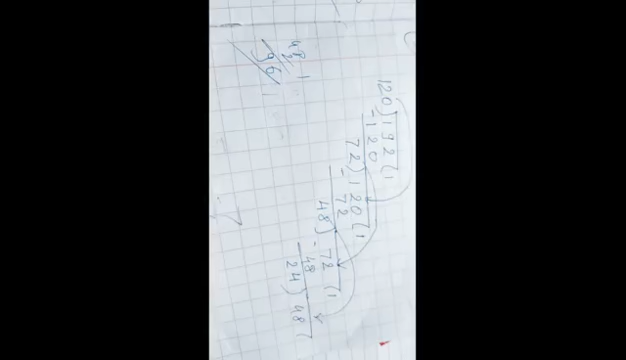 120) 192 (1
- 120
72) 120 (1
- 72
48) 72 (1
- 48
24) 48 (
48
96